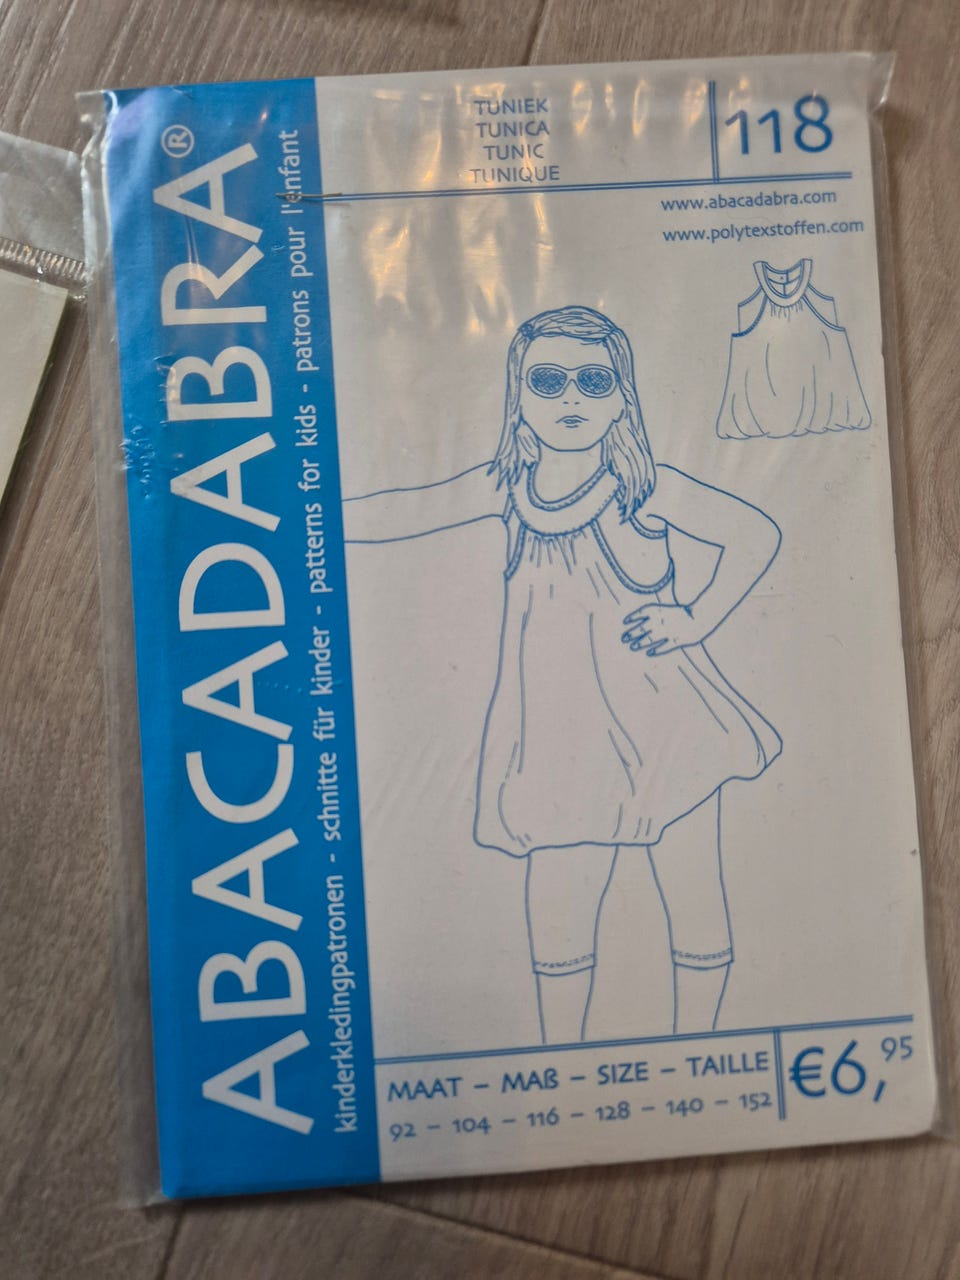 ABACADABRA®
kinderkledingpatronen - schnitte für kinder - patterns for kids - patrons pour l'enfant
TUNIEK
TUNICA
TUNIC
TUNIQUE
118
www.abacadabra.com
www.polytexstoffen.com
MAAT – MAß – SIZE – TAILLE
92 – 104 – 116 – 128 – 140 – 152
€6,95